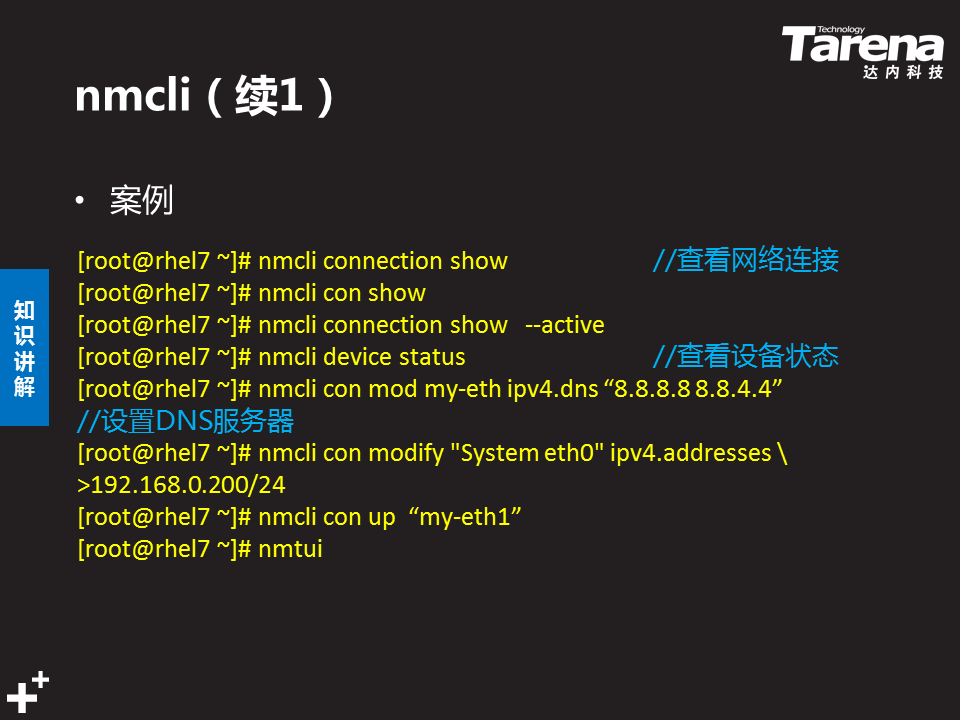 Technology
Tarena
达内科技
nmcli（续1）
• 案例
[root@rhel7 ~]# nmcli connection show //查看网络连接
[root@rhel7 ~]# nmcli con show
[root@rhel7 ~]# nmcli connection show --active
[root@rhel7 ~]# nmcli device status //查看设备状态
[root@rhel7 ~]# nmcli con mod my-eth ipv4.dns “8.8.8.8 8.8.4.4”
//设置DNS服务器
[root@rhel7 ~]# nmcli con modify "System eth0" ipv4.addresses \
>192.168.0.200/24
[root@rhel7 ~]# nmcli con up “my-eth1”
[root@rhel7 ~]# nmtui
知识讲解